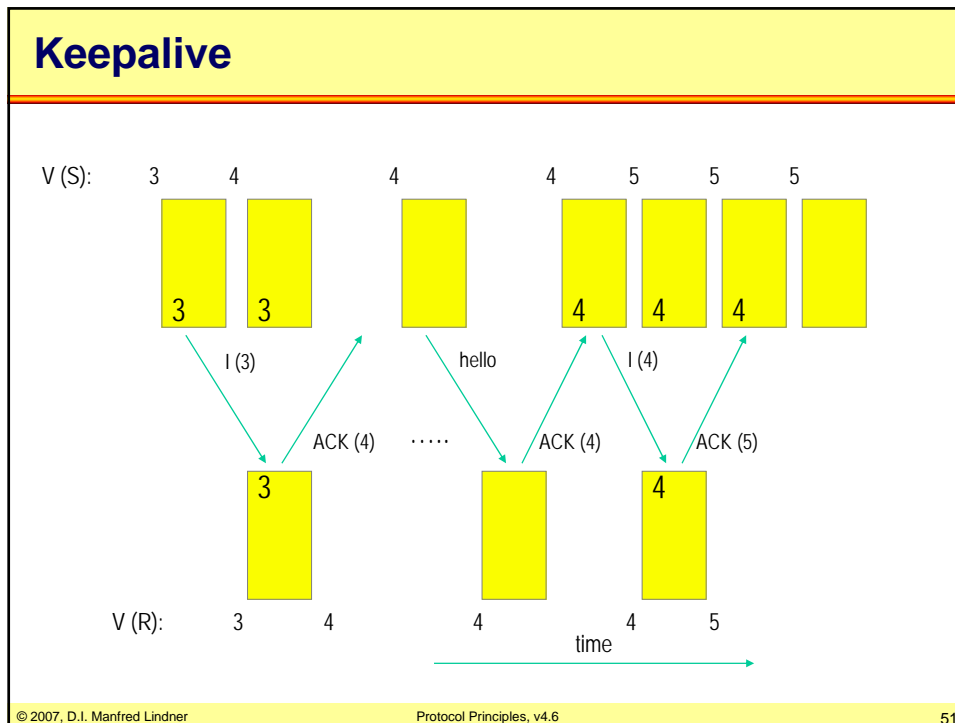 Keepalive
V (S): 3 4 4 4 5 5 5
3 3 4 4 4
I (3) hello I (4)
ACK (4) ..... ACK (4) ACK (5)
3 4
V (R): 3 4 4 4 5
time
© 2007, D.I. Manfred Lindner Protocol Principles, v4.6 51